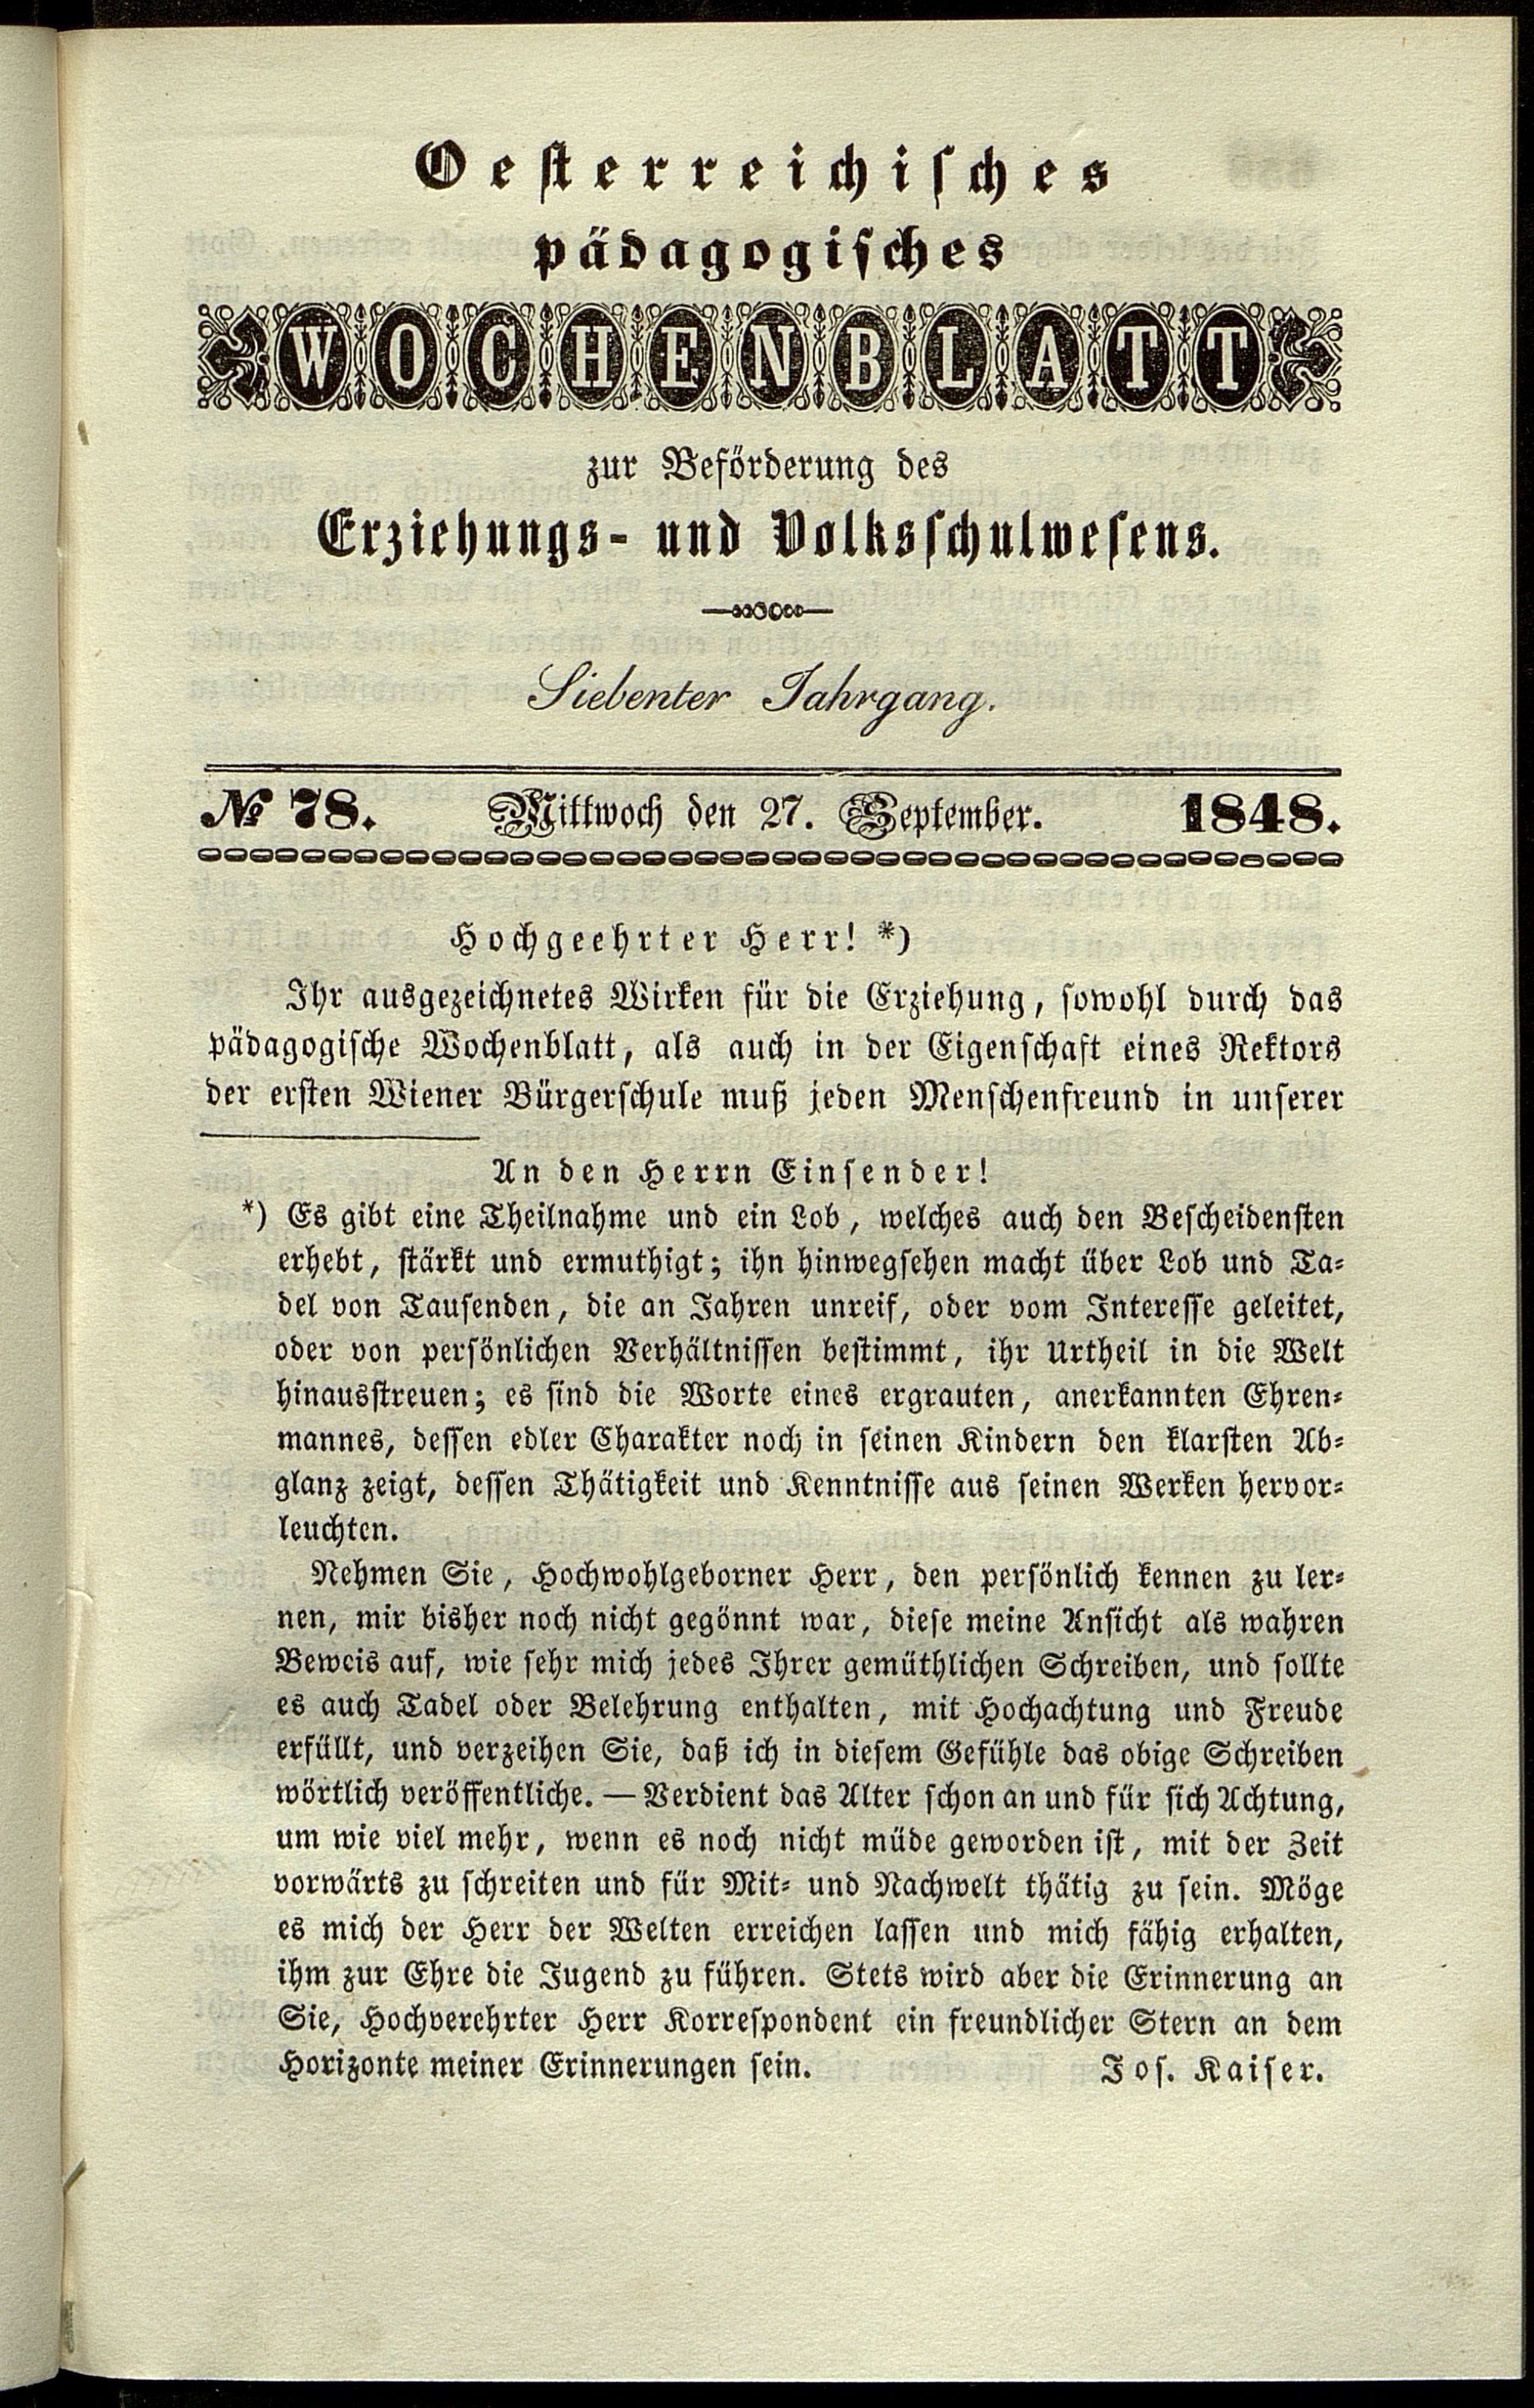 Oesterreichisches
pädagogisches
WOCHENBLATT
zur Beförderung des
Erziehungs- und Volksschulwesens.
Siebenter Jahrgang.
№ 78. Mittwoch den 27. September. 1848.
Hochgeehrter Herr! *)
Ihr ausgezeichnetes Wirken für die Erziehung, sowohl durch das
pädagogische Wochenblatt, als auch in der Eigenschaft eines Rektors
der ersten Wiener Bürgerschule muß jeden Menschenfreund in unserer
An den Herrn Einsender!
*) Es gibt eine Theilnahme und ein Lob, welches auch den Bescheidensten
erhebt, stärkt und ermuthigt; ihn hinwegsehen macht über Lob und Ta-
del von Tausenden, die an Jahren unreif, oder vom Interesse geleitet,
oder von persönlichen Verhältnissen bestimmt, ihr Urtheil in die Welt
hinausstreuen; es sind die Worte eines ergrauten, anerkannten Ehren-
mannes, dessen edler Charakter noch in seinen Kindern den klarsten Ab-
glanz zeigt, dessen Thätigkeit und Kenntnisse aus seinen Werken hervor-
leuchten.
Nehmen Sie, Hochwohlgeborner Herr, den persönlich kennen zu ler-
nen, mir bisher noch nicht gegönnt war, diese meine Ansicht als wahren
Beweis auf, wie sehr mich jedes Ihrer gemüthlichen Schreiben, und sollte
es auch Tadel oder Belehrung enthalten, mit Hochachtung und Freude
erfüllt, und verzeihen Sie, daß ich in diesem Gefühle das obige Schreiben
wörtlich veröffentliche. — Verdient das Alter schon an und für sich Achtung,
um wie viel mehr, wenn es noch nicht müde geworden ist, mit der Zeit
vorwärts zu schreiten und für Mit- und Nachwelt thätig zu sein. Möge
es mich der Herr der Welten erreichen lassen und mich fähig erhalten,
ihm zur Ehre die Jugend zu führen. Stets wird aber die Erinnerung an
Sie, Hochverehrter Herr Korrespondent ein freundlicher Stern an dem
Horizonte meiner Erinnerungen sein. Jos. Kaiser.